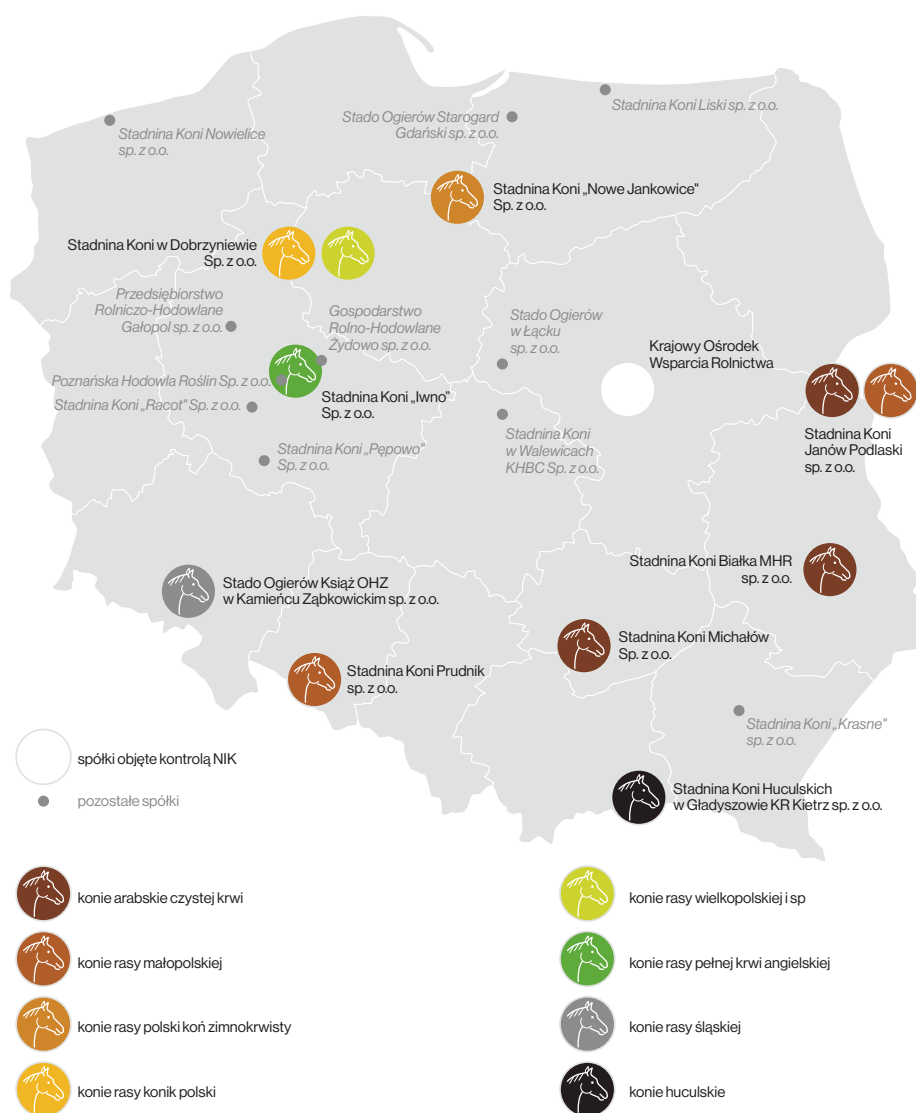 Stadnina Koni Liski sp. z o.o.
Stado Ogierów Starogard
Gdański sp. z o.o.
Stadnina Koni Nowielice
sp. z o.o.
Stadnina Koni „Nowe Jankowice"
Sp. z o.o.
Stadnina Koni w Dobrzyniewie
Sp. z o.o.
Przedsiębiorstwo
Rolniczo-Hodowlane
Gałopol sp. z o.o.
Gospodarstwo
Rolno-Hodowlane
Żydowo sp. z o.o.
Stado Ogierów
w Łącku
sp. z o.o.
Krajowy Ośrodek
Wsparcia Rolnictwa
Poznańska Hodowla Roślin Sp. z o.o.
Stadnina Koni „Iwno"
Sp. z o.o.
Stadnina Koni „Racot" Sp. z o.o.
Stadnina Koni
w Walewicach
KHBC Sp. z o.o.
Stadnina Koni
Janów Podlaski
sp. z o.o.
Stadnina Koni „Pępowo"
Sp. z o.o.
Stadnina Koni Białka MHR
sp. z o.o.
Stado Ogierów Książ OHZ
w Kamieńcu Ząbkowickim sp. z o.o.
Stadnina Koni Michałów
Sp. z o.o.
Stadnina Koni Prudnik
sp. z o.o.
Stadnina Koni „Krasne"
sp. z o.o.
Stadnina Koni Huculskich
w Gładyszowie KR Kietrz sp. z o.o.
spółki objęte kontrolą NIK
pozostałe spółki
konie arabskie czystej krwi
konie rasy małopolskiej
konie rasy polski koń zimnokrwisty
konie rasy konik polski
konie rasy wielkopolskiej i sp
konie rasy pełnej krwi angielskiej
konie rasy śląskiej
konie huculskie